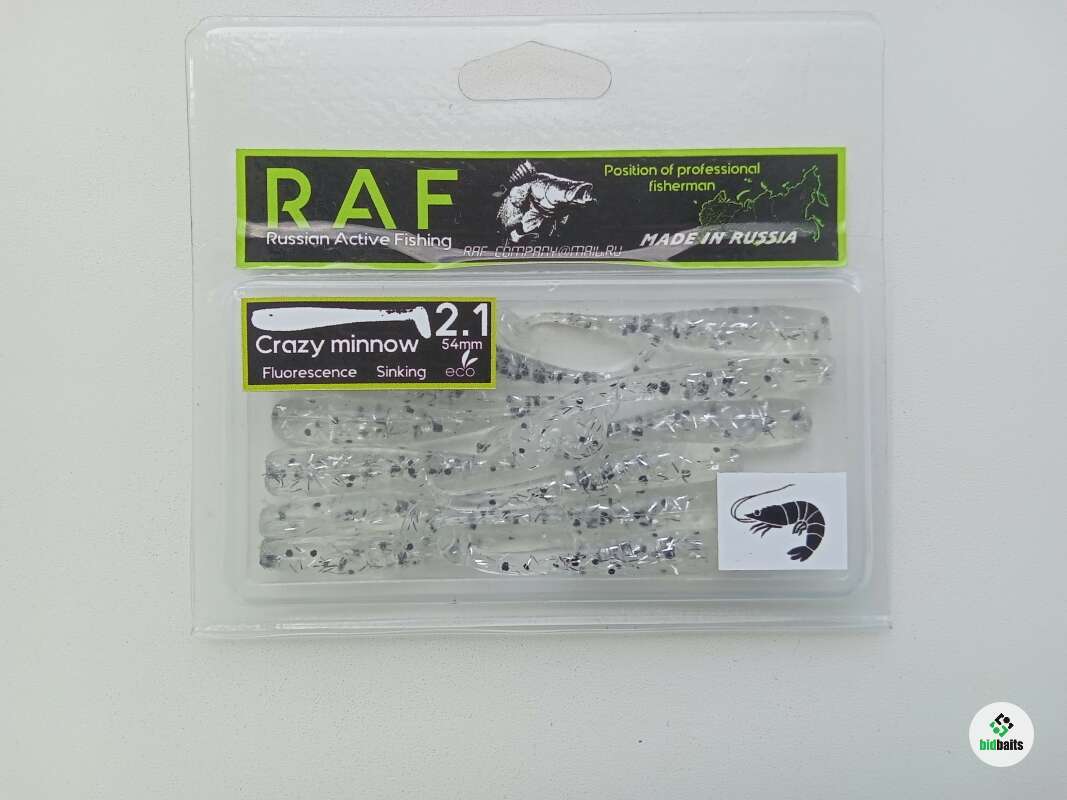 RAF
Russian Active Fishing
RAF_COMPANY@MAIL.RU
Position of professional
fisherman
MADE IN RUSSIA
2.1
54mm
Crazy minnow
Fluorescence Sinking eco
bidbaits